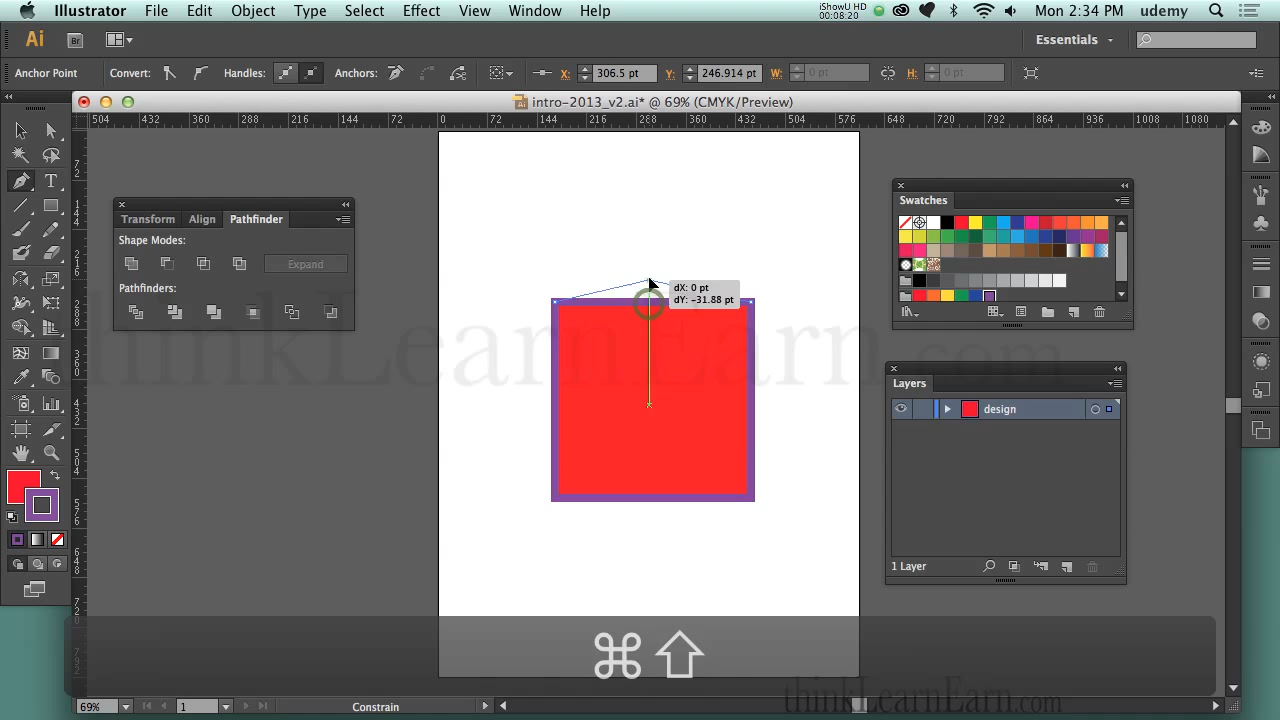 Illustrator File Edit Object Type Select Effect View Window Help iShowU HD 00:08:20 Mon 2:34 PM udemy
Ai Br Essentials
Anchor Point Convert: Handles: Anchors: X: 306.5 pt Y: 246.914 pt W: 0 pt H: 0 pt
intro-2013_v2.ai* @ 69% (CMYK/Preview)
504 432 360 288 216 144 72 0 72 144 216 288 360 432 504 576 648 720 792 864 936 1008 1080
Transform Align Pathfinder
Shape Modes:
Expand
Pathfinders:
Swatches
dX: 0 pt
dY: -31.88 pt
thinkLearnEarn.com
Layers
design
1 Layer
⌘ ⇧
thinkLearnEarn.com
69% 1 Constrain